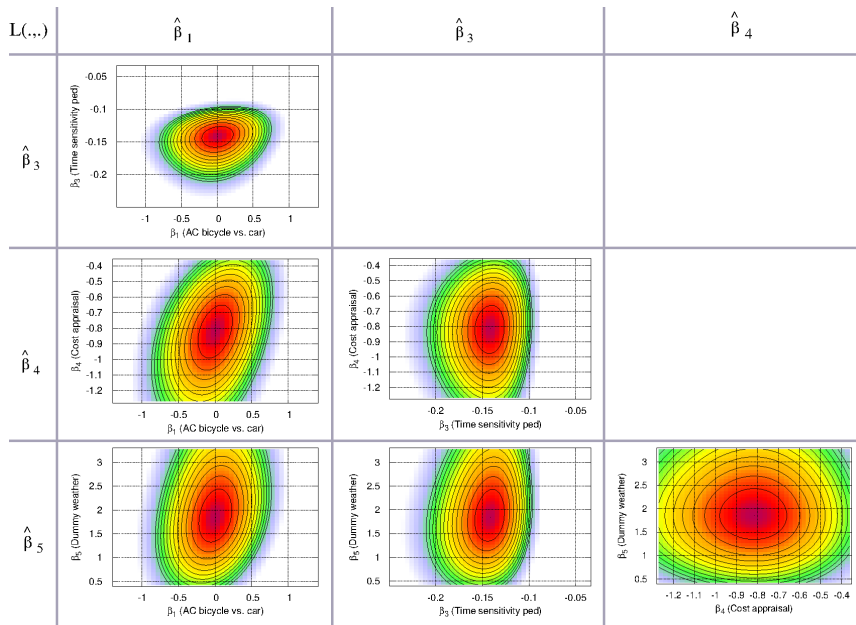 L(.,.) β̂ 1 β̂ 3 β̂ 4
β̂ 3
β3 (Time sensitivity ped)
-0.05
-0.1
-0.15
-0.2
-1 -0.5 0 0.5 1
β1 (AC bicycle vs. car)
β̂ 4
β4 (Cost appraisal)
-0.4
-0.5
-0.6
-0.7
-0.8
-0.9
-1
-1.1
-1.2
-1 -0.5 0 0.5 1
β1 (AC bicycle vs. car)
β4 (Cost appraisal)
-0.4
-0.5
-0.6
-0.7
-0.8
-0.9
-1
-1.1
-1.2
-0.2 -0.15 -0.1 -0.05
β3 (Time sensitivity ped)
β̂ 5
β5 (Dummy weather)
3
2.5
2
1.5
1
0.5
-1 -0.5 0 0.5 1
β1 (AC bicycle vs. car)
β5 (Dummy weather)
3
2.5
2
1.5
1
0.5
-0.2 -0.15 -0.1 -0.05
β3 (Time sensitivity ped)
β5 (Dummy weather)
3
2.5
2
1.5
1
0.5
-1.2 -1.1 -1 -0.9 -0.8 -0.7 -0.6 -0.5 -0.4
β4 (Cost appraisal)